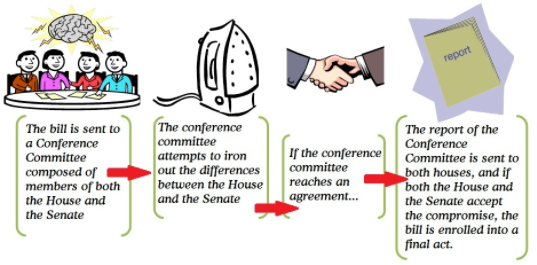 report
The bill is sent to
a Conference
Committee
composed of
members of both
the House and
the Senate
The conference
committee
attempts to iron
out the differences
between the House
and the Senate
If the conference
committee
reaches an
agreement...
The report of the
Conference
Committee is sent to
both houses, and if
both the House and
the Senate accept
the compromise, the
bill is enrolled into a
final act.